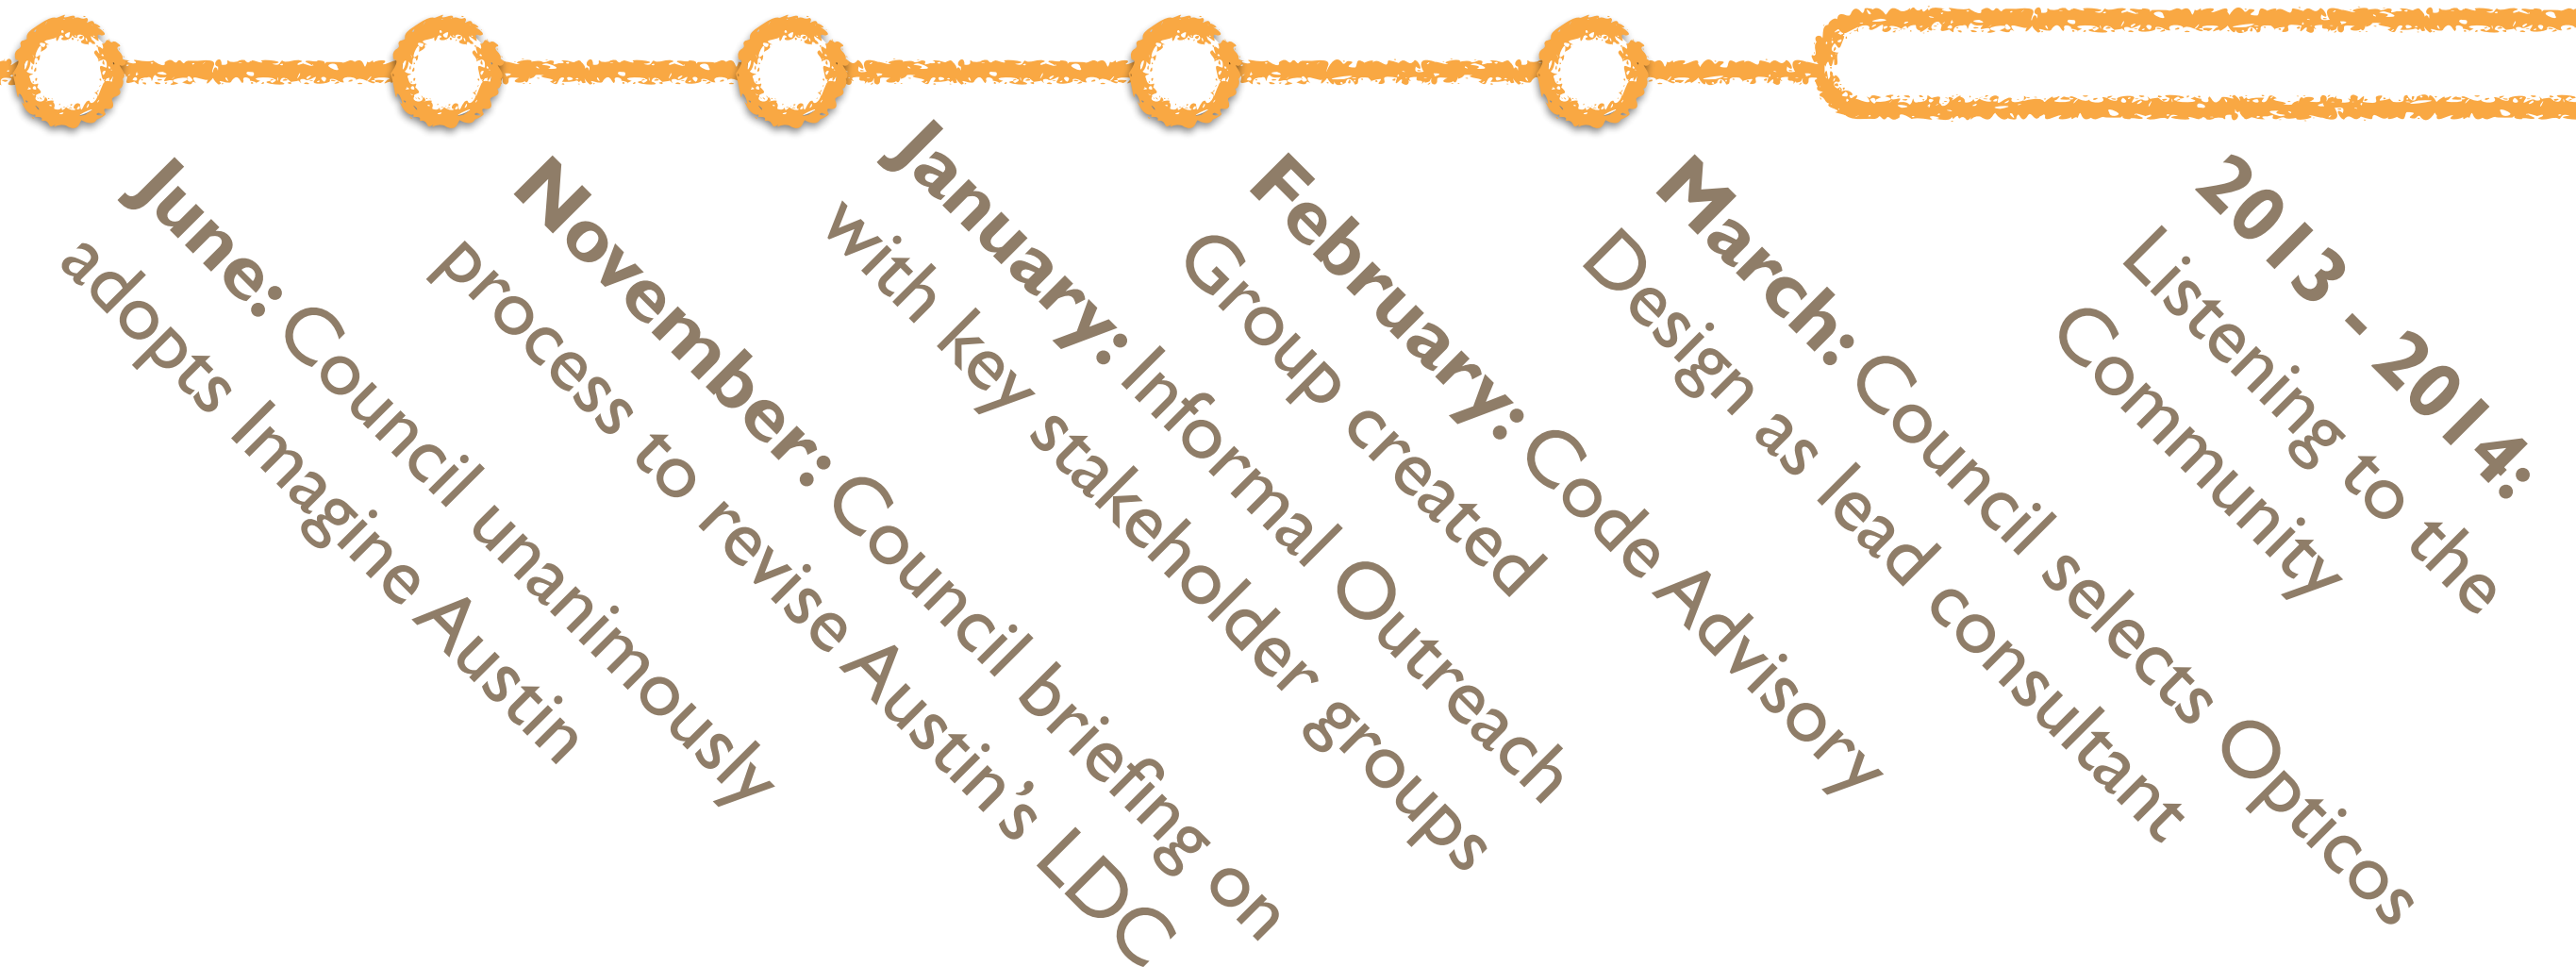 June: Council unanimously
adopts Imagine Austin
November: Council briefing on
process to revise Austin’s LDC
January: Informal Outreach
with key stakeholder groups
February: Code Advisory
Group created
March: Council selects Opticos
Design as lead consultant
2013 - 2014:
Listening to the
Community